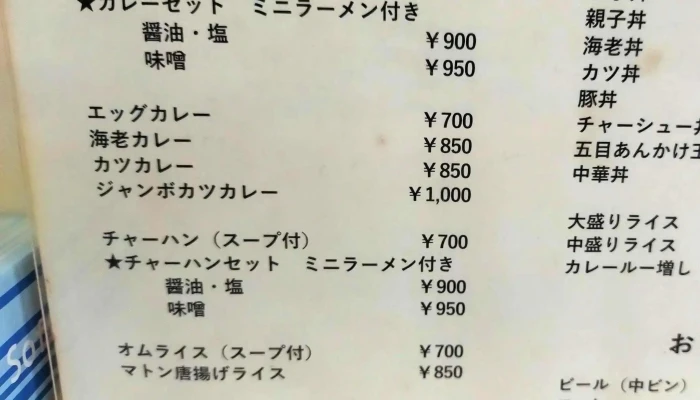 ★カレーセット　ミニラーメン付き
醤油・塩　￥900
味噌　￥950
エッグカレー　￥700
海老カレー　￥850
カツカレー　￥850
ジャンボカツカレー　￥1,000
チャーハン（スープ付）　￥700
★チャーハンセット　ミニラーメン付き
醤油・塩　￥900
味噌　￥950
オムライス（スープ付）　￥700
マトン唐揚げライス　￥850
親子丼
海老丼
カツ丼
豚丼
チャーシュー丼
五目あんかけ
中華丼
大盛りライス
中盛りライス
カレールー増し
お
ビール（中ビン）